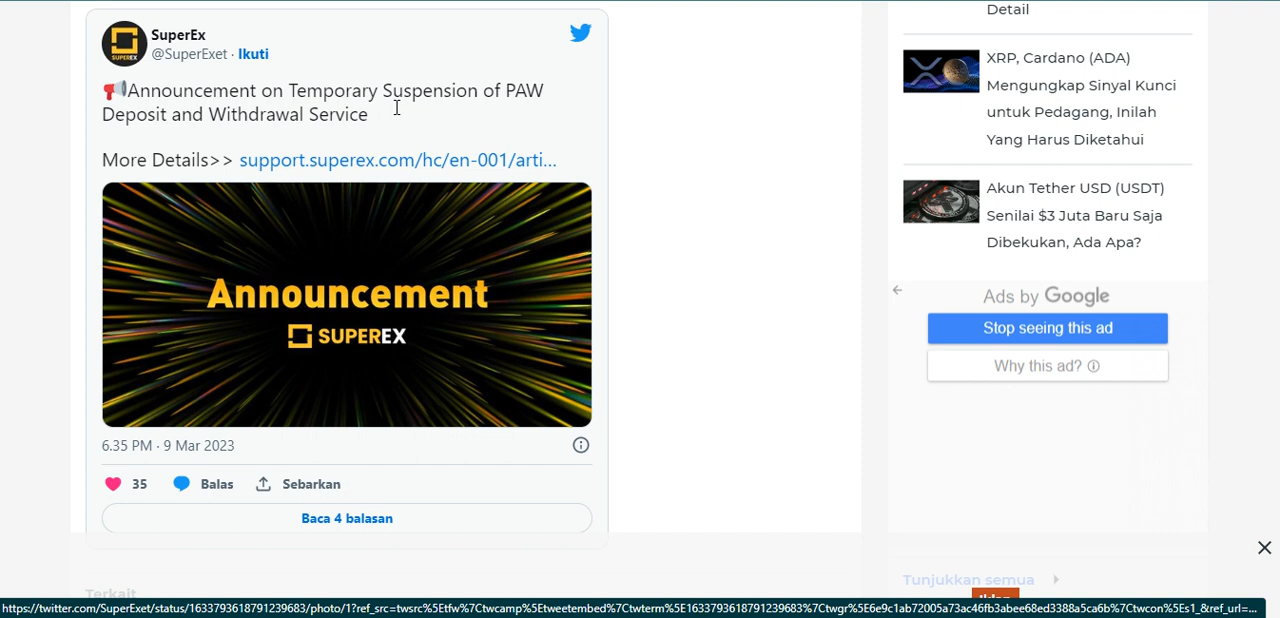 SuperEx
@SuperExet · Ikuti
📢Announcement on Temporary Suspension of PAW
Deposit and Withdrawal Service
More Details>> support.superex.com/hc/en-001/arti...
SUPEREX
Announcement
SUPEREX
6.35 PM · 9 Mar 2023
35 Balas Sebarkan
Baca 4 balasan
Terkait
Detail
XRP, Cardano (ADA)
Mengungkap Sinyal Kunci
untuk Pedagang, Inilah
Yang Harus Diketahui
Akun Tether USD (USDT)
Senilai $3 Juta Baru Saja
Dibekukan, Ada Apa?
Ads by Google
Stop seeing this ad
Why this ad?
Tunjukkan semua
Iklan
https://twitter.com/SuperExet/status/1633793618791239683/photo/1?ref_src=twsrc%5Etfw%7Ctwcamp%5Etweetembed%7Ctwterm%5E1633793618791239683%7Ctwgr%5E6e9c1ab72005a73ac46fb3abee68ed3388a5ca6b%7Ctwcon%5Es1_&ref_url=...